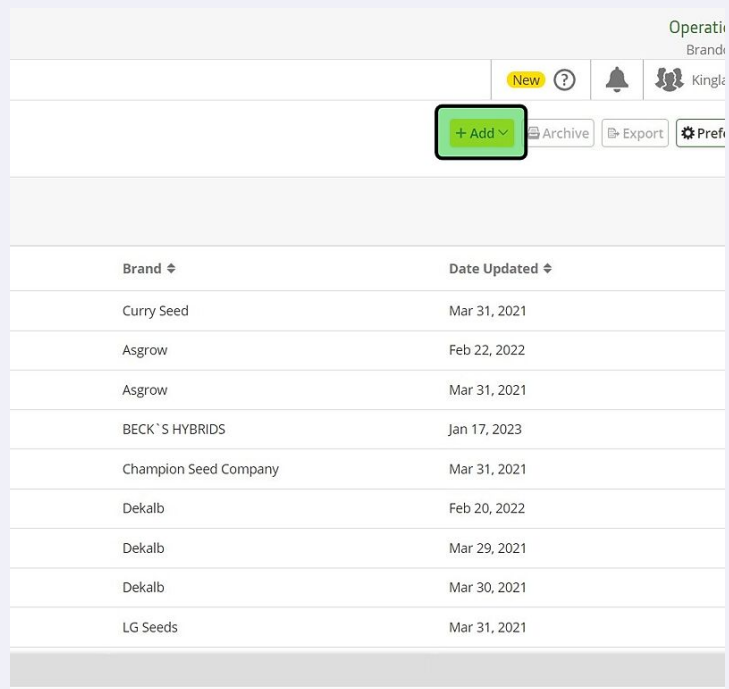 Operati
Brand
New ?
Kingla
+ Add Archive Export Pref
Brand Date Updated
Curry Seed Mar 31, 2021
Asgrow Feb 22, 2022
Asgrow Mar 31, 2021
BECK`S HYBRIDS Jan 17, 2023
Champion Seed Company Mar 31, 2021
Dekalb Feb 20, 2022
Dekalb Mar 29, 2021
Dekalb Mar 30, 2021
LG Seeds Mar 31, 2021